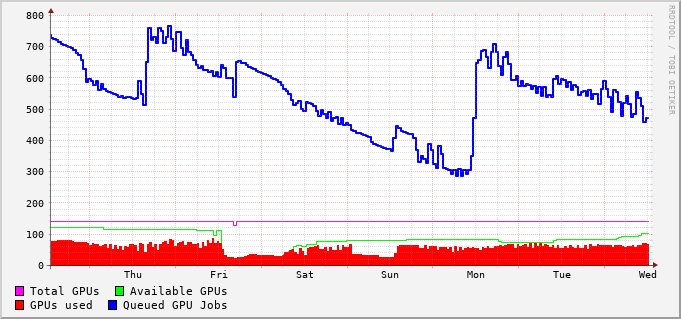 800
700
600
500
400
300
200
100
0
Thu Fri Sat Sun Mon Tue Wed
Total GPUs Available GPUs
GPUs used Queued GPU Jobs
RRDTOOL / TOBI OETIKER